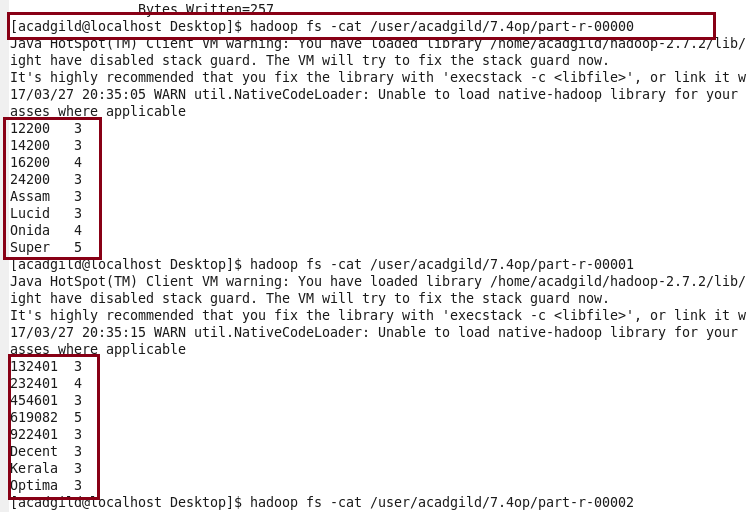 Bytes Written=257
[acadgild@localhost Desktop]$ hadoop fs -cat /user/acadgild/7.4op/part-r-00000
Java HotSpot(TM) Client VM warning: You have loaded library /home/acadgild/hadoop-2.7.2/lib/
ight have disabled stack guard. The VM will try to fix the stack guard now.
It's highly recommended that you fix the library with 'execstack -c <libfile>', or link it w
17/03/27 20:35:05 WARN util.NativeCodeLoader: Unable to load native-hadoop library for your
asses where applicable
12200 3
14200 3
16200 4
24200 3
Assam 3
Lucid 3
Onida 4
Super 5
[acadgild@localhost Desktop]$ hadoop fs -cat /user/acadgild/7.4op/part-r-00001
Java HotSpot(TM) Client VM warning: You have loaded library /home/acadgild/hadoop-2.7.2/lib/
ight have disabled stack guard. The VM will try to fix the stack guard now.
It's highly recommended that you fix the library with 'execstack -c <libfile>', or link it w
17/03/27 20:35:15 WARN util.NativeCodeLoader: Unable to load native-hadoop library for your
asses where applicable
132401 3
232401 4
454601 3
619082 5
922401 3
Decent 3
Kerala 3
Optima 3
[acadgild@localhost Desktop]$ hadoop fs -cat /user/acadgild/7.4op/part-r-00002